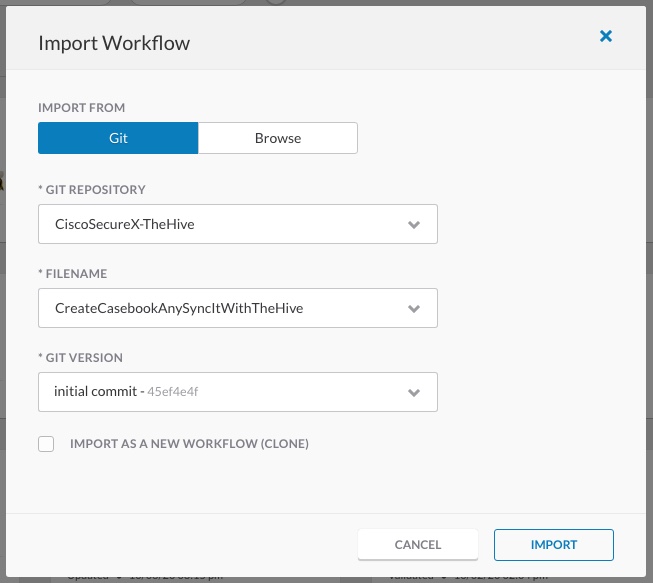 Import Workflow
IMPORT FROM
Git
Browse
* GIT REPOSITORY
CiscoSecureX-TheHive
* FILENAME
CreateCasebookAnySyncItWithTheHive
* GIT VERSION
initial commit - 45ef4e4f
IMPORT AS A NEW WORKFLOW (CLONE)
CANCEL
IMPORT